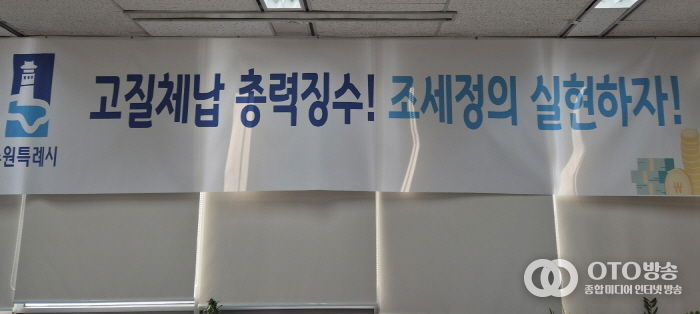 고질체납 총력징수! 조세정의 실현하자!
수원특례시
₩
OTO방송
종합미디어 인터넷 방송